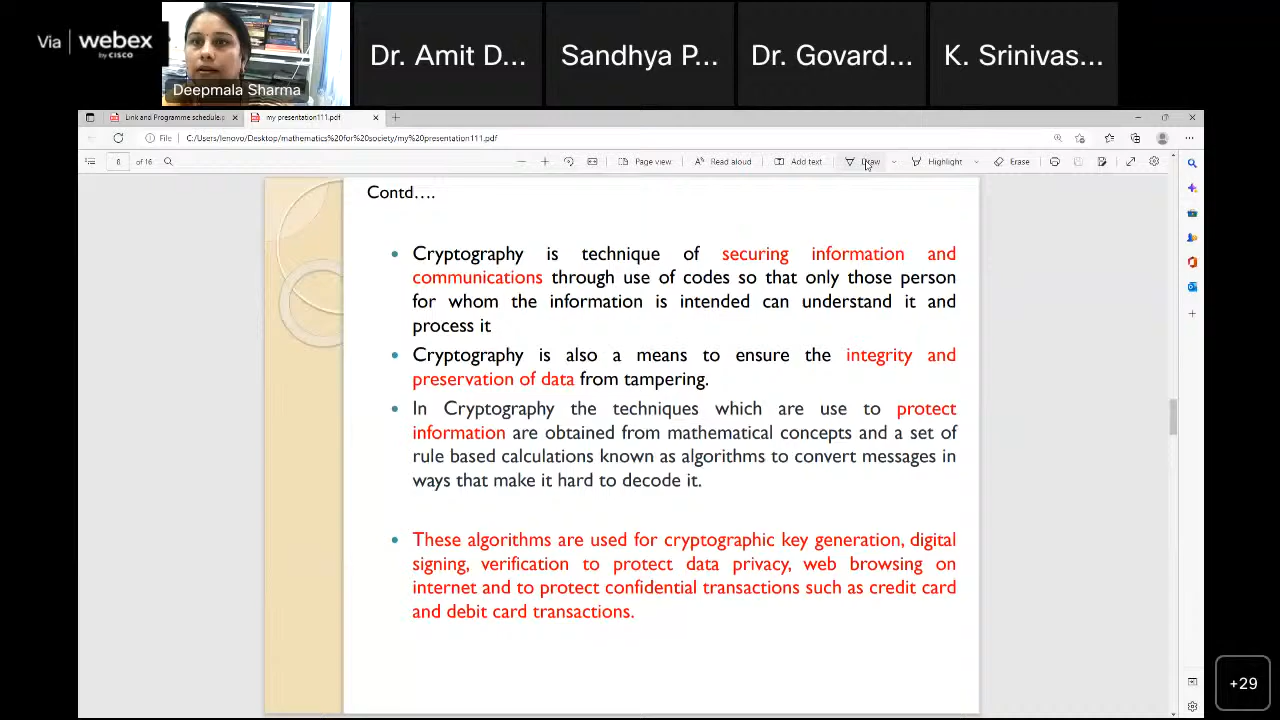 Via webex
by CISCO
Deepmala Sharma
Dr. Amit D...
Sandhya P...
Dr. Govard...
K. Srinivas...
Link and Programme schedule.p
my presentation111.pdf
File
C:/Users/lenovo/Desktop/mathematics%20for%20society/my%20presentation111.pdf
of 16
Page view
Read aloud
Add text
Draw
Highlight
Erase
Contd....
Cryptography is technique of securing information and
communications through use of codes so that only those person
for whom the information is intended can understand it and
process it
Cryptography is also a means to ensure the integrity and
preservation of data from tampering.
In Cryptography the techniques which are use to protect
information are obtained from mathematical concepts and a set of
rule based calculations known as algorithms to convert messages in
ways that make it hard to decode it.
These algorithms are used for cryptographic key generation, digital
signing, verification to protect data privacy, web browsing on
internet and to protect confidential transactions such as credit card
and debit card transactions.
+29